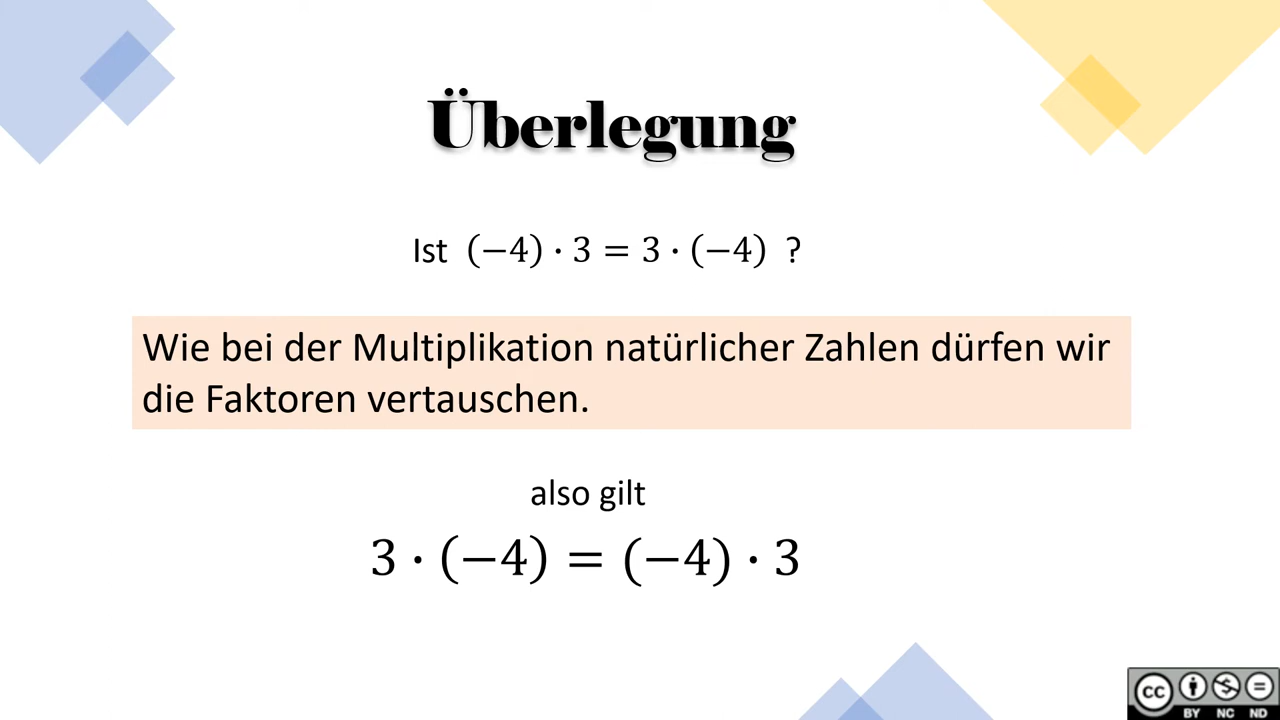 Überlegung
Ist (−4) · 3 = 3 · (−4) ?
Wie bei der Multiplikation natürlicher Zahlen dürfen wir
die Faktoren vertauschen.
also gilt
3 · (−4) = (−4) · 3
cc
BY NC ND